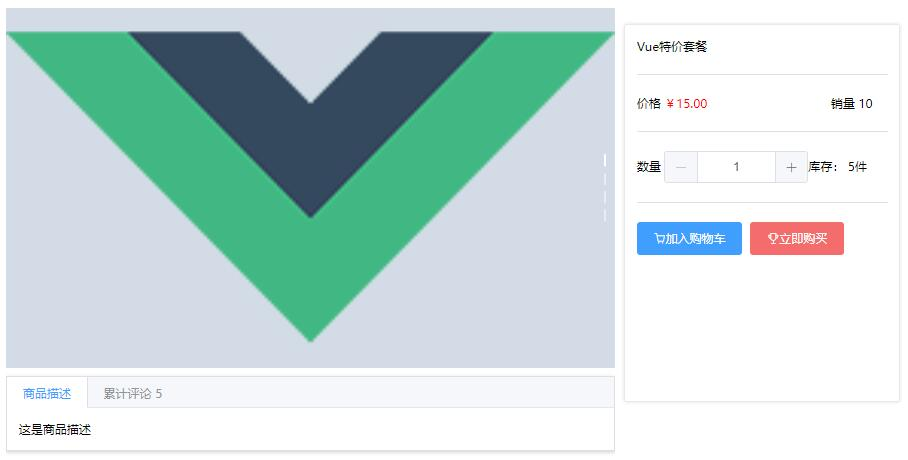 Vue特价套餐
价格 ¥ 15.00 销量 10
数量 1 库存： 5件
加入购物车 立即购买
商品描述 累计评论 5
这是商品描述